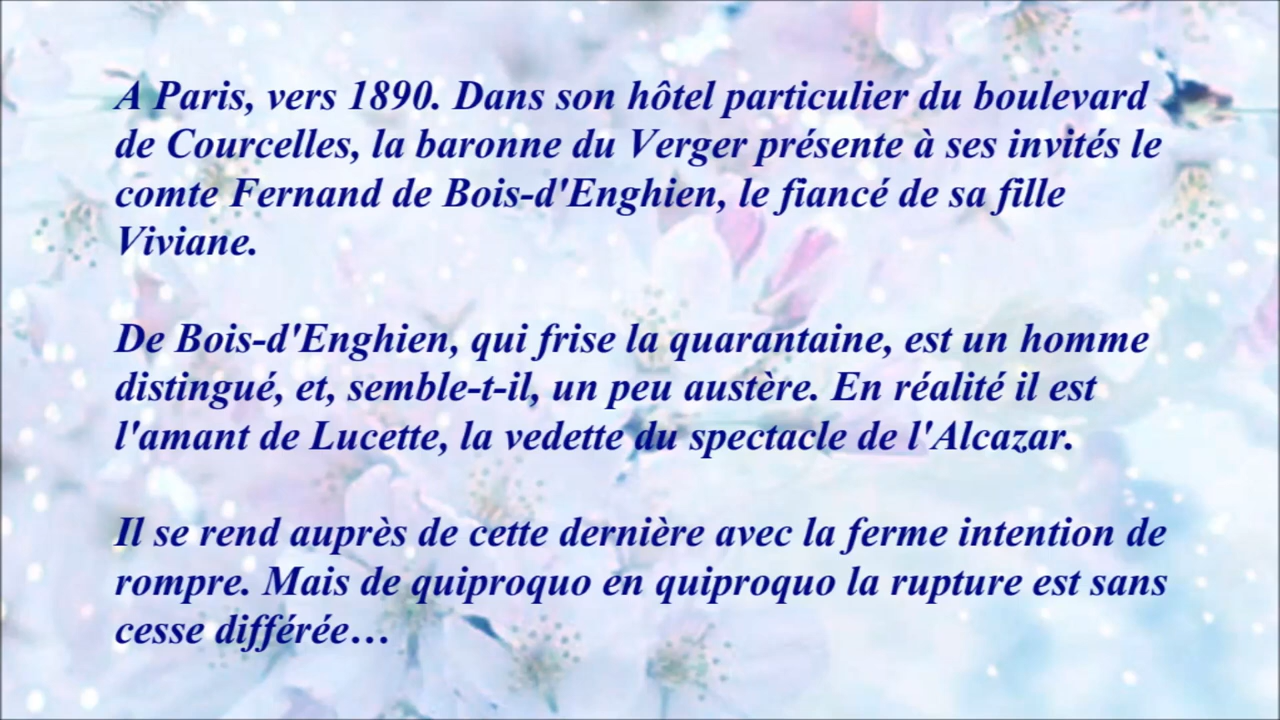 A Paris, vers 1890. Dans son hôtel particulier du boulevard
de Courcelles, la baronne du Verger présente à ses invités le
comte Fernand de Bois-d'Enghien, le fiancé de sa fille
Viviane.
De Bois-d'Enghien, qui frise la quarantaine, est un homme
distingué, et, semble-t-il, un peu austère. En réalité il est
l'amant de Lucette, la vedette du spectacle de l'Alcazar.
Il se rend auprès de cette dernière avec la ferme intention de
rompre. Mais de quiproquo en quiproquo la rupture est sans
cesse différée…